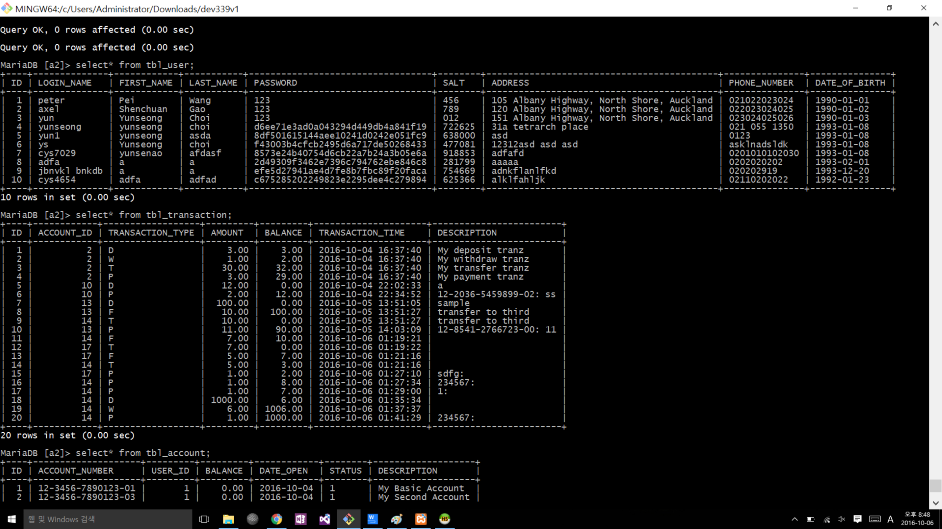 MINGW64:/c/Users/Administrator/Downloads/dev339v1
Query OK, 0 rows affected (0.00 sec)
Query OK, 0 rows affected (0.00 sec)
MariaDB [a2]> select* from tbl_user;
| ID | LOGIN_NAME | FIRST_NAME | LAST_NAME | PASSWORD | SALT | ADDRESS | PHONE_NUMBER | DATE_OF_BIRTH |
| 1 | peter | Pei | Wang | 123 | 456 | 105 Albany Highway, North Shore, Auckland | 021022023024 | 1990-01-01 |
| 2 | axel | Shenchuan | Gao | 123 | 789 | 120 Albany Highway, North Shore, Auckland | 022023024025 | 1990-01-02 |
| 3 | yun | Yunseong | Choi | 123 | 012 | 151 Albany Highway, North Shore, Auckland | 023024025026 | 1990-01-03 |
| 4 | yunseong | Yunseong | choi | d6ee71e3ad0a043294d449db4a841f19 | 722625 | 31a tetrarch place | 021 055 1350 | 1993-01-08 |
| 5 | yun1 | Yunseong | asda | 8df501615144aee10241d0242e051fc9 | 638000 | asd | 0123 | 1993-01-08 |
| 6 | ys | Yunseong | choi | f43003b4cfcb2495d6a717de50268433 | 477081 | 12312asd asd asd | asklnadsldk | 1993-01-08 |
| 7 | cys7029 | yunsenao | afdasf | 8573e24b40754d6cb22a7b24a3b05e6a | 918853 | adfafd | 0201010102030 | 1993-01-08 |
| 8 | adfa | a | a | 2d49309f3462e7396c794762ebe846c8 | 281799 | aaaaa | 0202020202 | 1993-01-01 |
| 9 | jbnvkl bnkdb | a | a | efe5d27941ae4d7fe8b7fbc89f20faca | 754669 | adnkflanlfkd | 020202919 | 1993-12-20 |
| 10 | cys4654 | adfa | adfad | c675285202249823e2295dee4c279894 | 625366 | alklfahljk | 02110202022 | 1992-01-23 |
10 rows in set (0.00 sec)
MariaDB [a2]> select* from tbl_transaction;
| ID | ACCOUNT_ID | TRANSACTION_TYPE | AMOUNT | BALANCE | TRANSACTION_TIME | DESCRIPTION |
| 1 | 2 | D | 3.00 | 3.00 | 2016-10-04 16:37:40 | My deposit tranz |
| 2 | 2 | W | 1.00 | 2.00 | 2016-10-04 16:37:40 | My withdraw tranz |
| 3 | 2 | T | 30.00 | 32.00 | 2016-10-04 16:37:40 | My transfer tranz |
| 4 | 2 | P | 3.00 | 29.00 | 2016-10-04 16:37:40 | My payment tranz |
| 5 | 10 | D | 12.00 | 0.00 | 2016-10-04 22:02:33 | a |
| 6 | 10 | P | 2.00 | 12.00 | 2016-10-04 22:34:52 | 12-2036-5459899-02: ss |
| 7 | 13 | D | 100.00 | 0.00 | 2016-10-05 13:51:05 | sample |
| 8 | 13 | F | 10.00 | 100.00 | 2016-10-05 13:51:27 | transfer to third |
| 9 | 14 | T | 10.00 | 0.00 | 2016-10-05 13:51:27 | transfer to third |
| 10 | 13 | P | 11.00 | 90.00 | 2016-10-05 14:03:09 | 12-8541-2766723-00: 11 |
| 11 | 14 | F | 7.00 | 10.00 | 2016-10-06 01:19:21 | |
| 12 | 17 | T | 7.00 | 0.00 | 2016-10-06 01:19:22 | |
| 13 | 17 | F | 5.00 | 7.00 | 2016-10-06 01:21:16 | |
| 14 | 14 | T | 5.00 | 3.00 | 2016-10-06 01:21:16 | |
| 15 | 17 | P | 1.00 | 2.00 | 2016-10-06 01:27:10 | sdfg: |
| 16 | 14 | P | 1.00 | 8.00 | 2016-10-06 01:27:34 | 234567: |
| 17 | 14 | P | 1.00 | 7.00 | 2016-10-06 01:29:00 | 1: |
| 18 | 14 | D | 1000.00 | 6.00 | 2016-10-06 01:35:34 | |
| 19 | 14 | W | 6.00 | 1006.00 | 2016-10-06 01:37:37 | |
| 20 | 14 | P | 1.00 | 1000.00 | 2016-10-06 01:41:29 | 234567: |
20 rows in set (0.00 sec)
MariaDB [a2]> select* from tbl_account;
| ID | ACCOUNT_NUMBER | USER_ID | BALANCE | DATE_OPEN | STATUS | DESCRIPTION |
| 1 | 12-3456-7890123-01 | 1 | 0.00 | 2016-10-04 | 1 | My Basic Account |
| 2 | 12-3456-7890123-03 | 1 | 0.00 | 2016-10-04 | 1 | My Second Account |
웹 및 Windows 검색
A
오후 8:48
2016-10-06